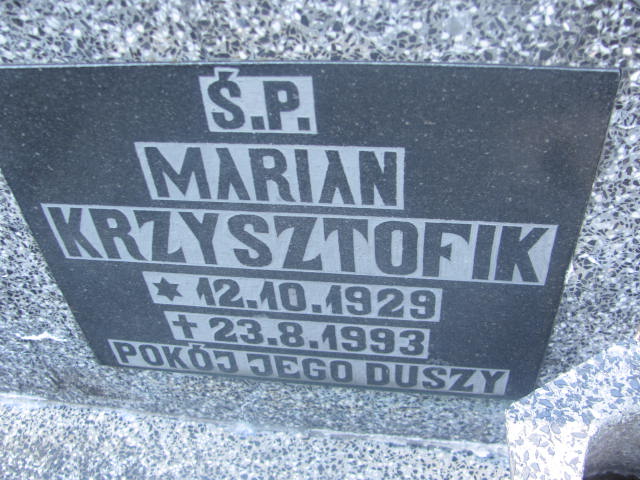 Ś.P.
MARIAN
KRZYSZTOFIK
✶ 12.10.1929
✝ 23.8.1993
POKÓJ JEGO DUSZY